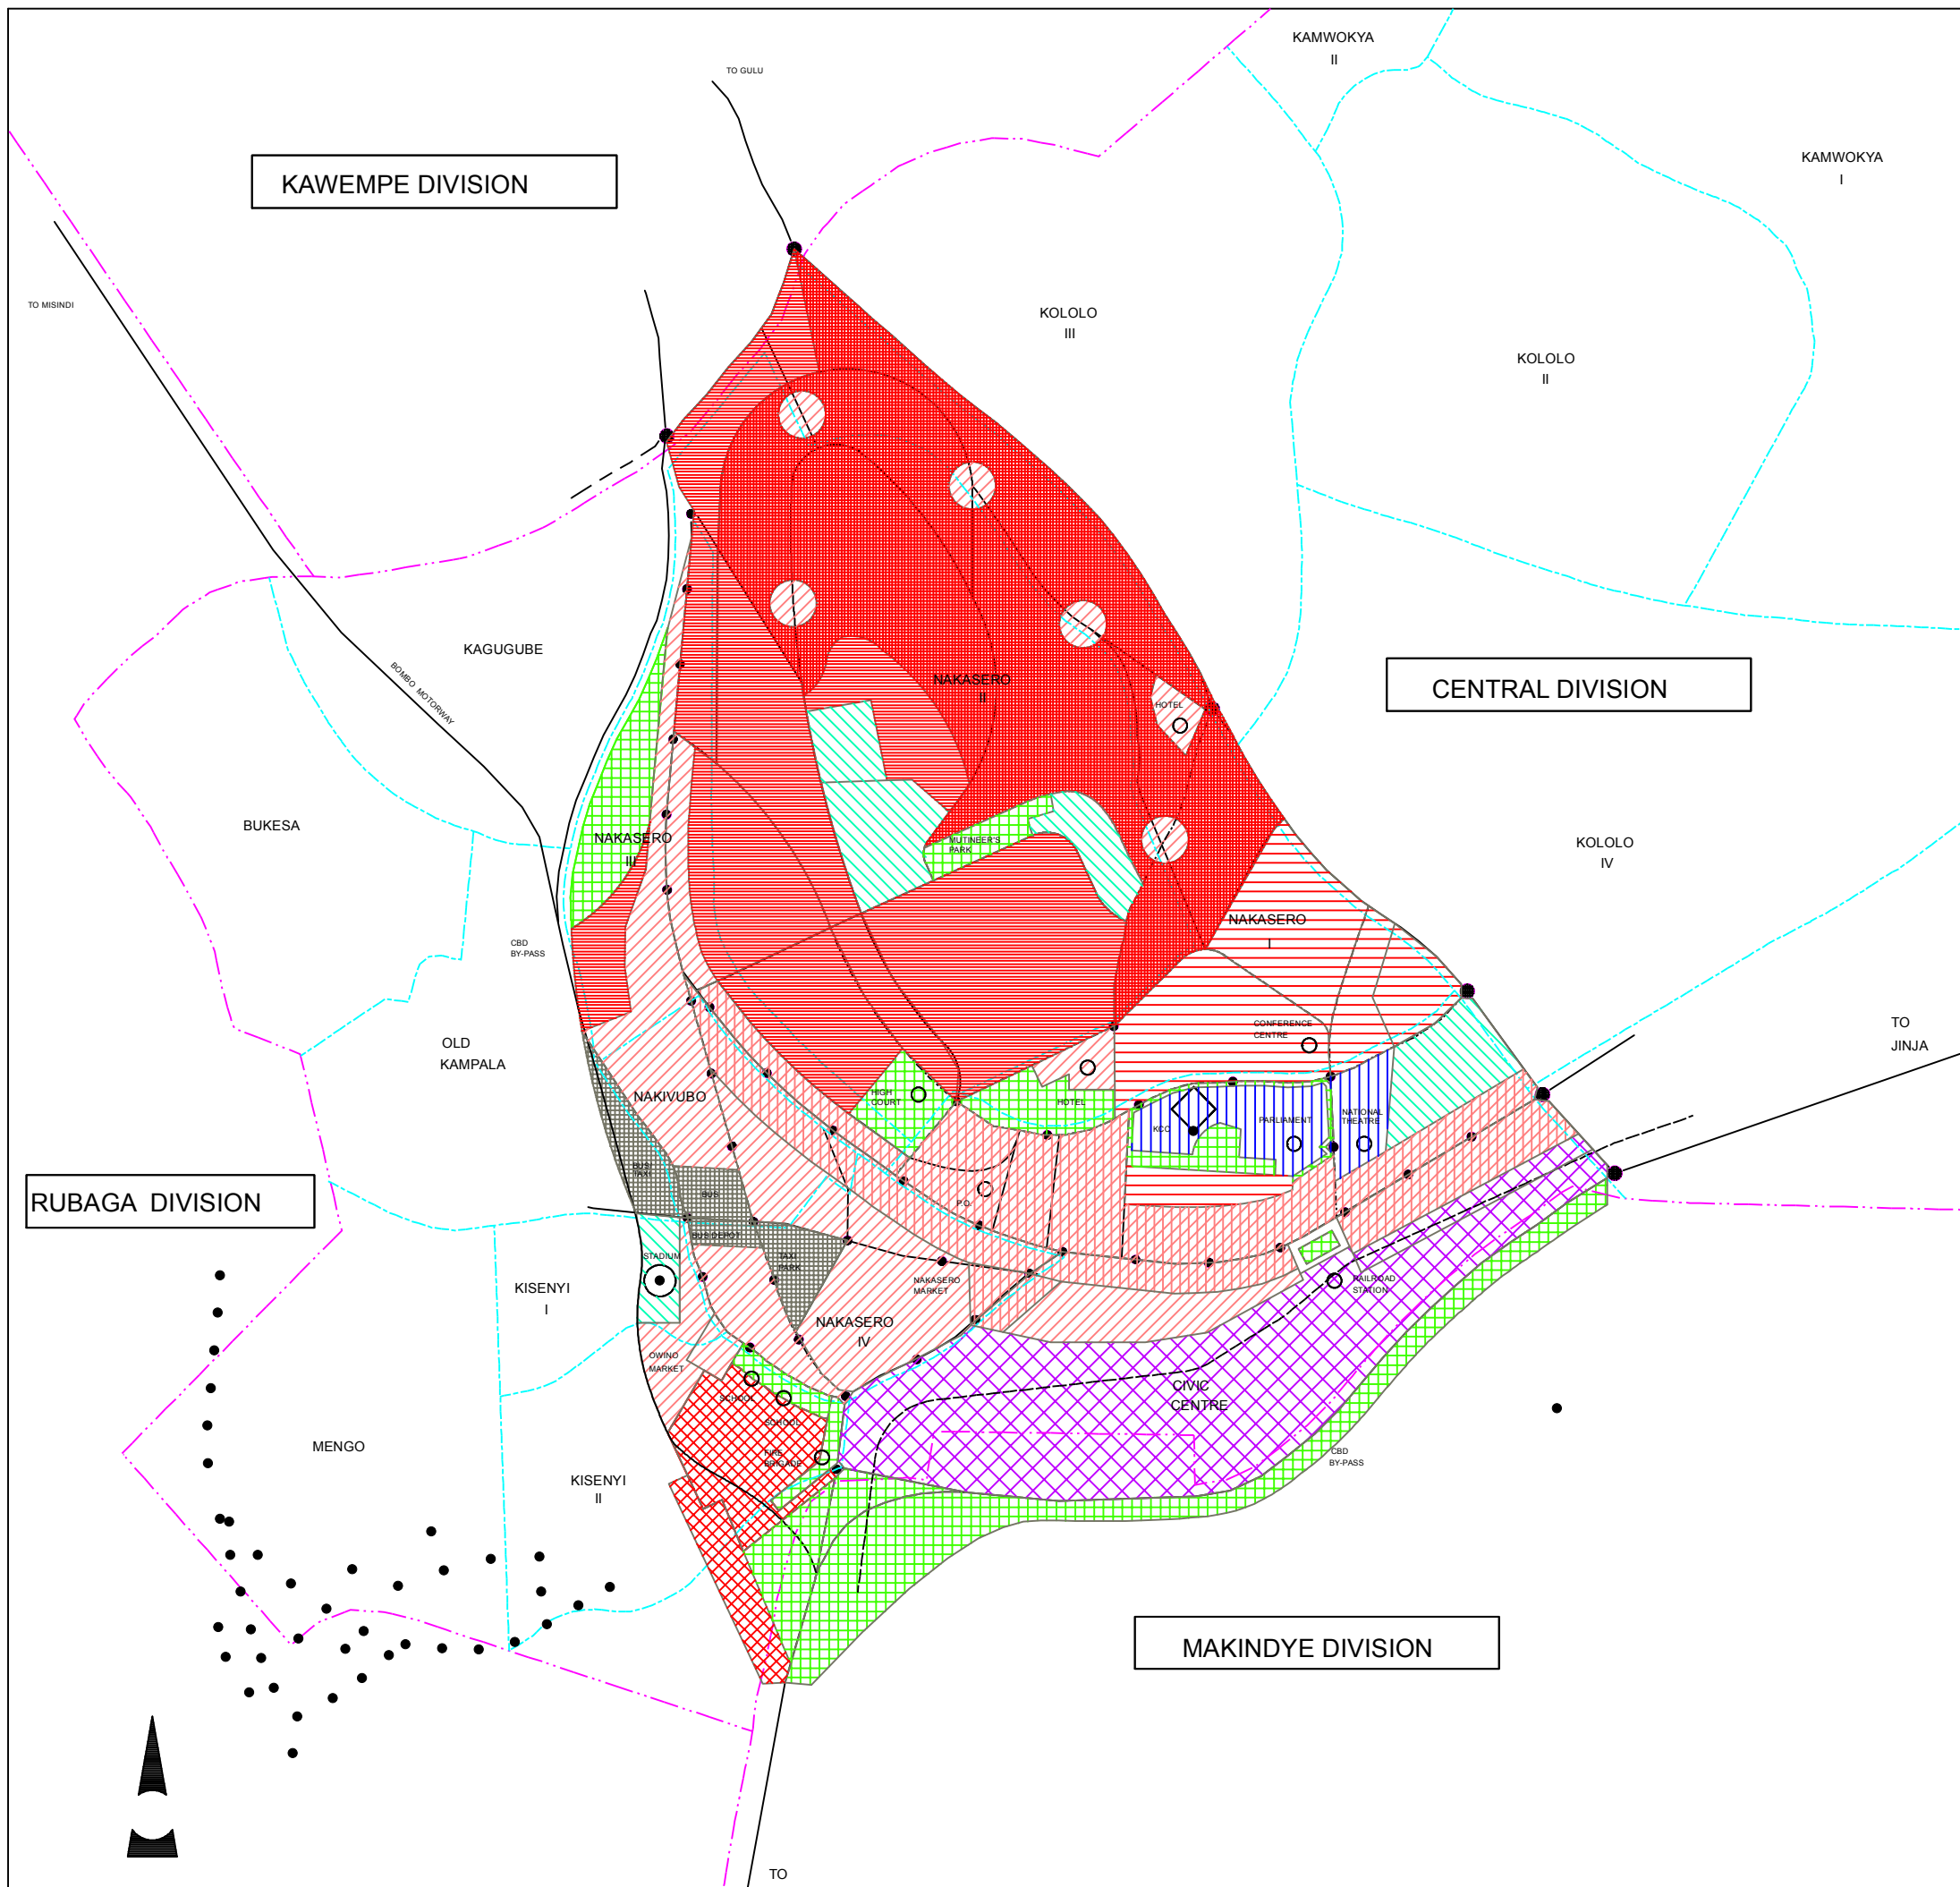 KAMWOKYA
II
TO GULU
KAWEMPE DIVISION
KAMWOKYA
I
TO MISINDI
KOLOLO
III
KOLOLO
II
KAGUGUBE
BOMBO MOTORWAY
NAKASERO
II
CENTRAL DIVISION
HOTEL
BUKESA
NAKASERO
III
MUTINEER'S
PARK
KOLOLO
IV
NAKASERO
I
CBD
BY-PASS
CONFERENCE
CENTRE
TO
JINJA
OLD
KAMPALA
NAKIVUBO
HIGH
COURT
HOTEL
KCC
PARLIAMENT
NATIONAL
THEATRE
BUS
TAXI
BUS
RUBAGA DIVISION
P.O.
BUS DEPOT
STADIUM
TAXI
PARK
NAKASERO
MARKET
RAILROAD
STATION
KISENYI
I
NAKASERO
IV
OWINO
MARKET
SCHOOL
CIVIC
CENTRE
SCHOOL
MENGO
FIRE
BRIGADE
CBD
BY-PASS
KISENYI
II
MAKINDYE DIVISION
TO